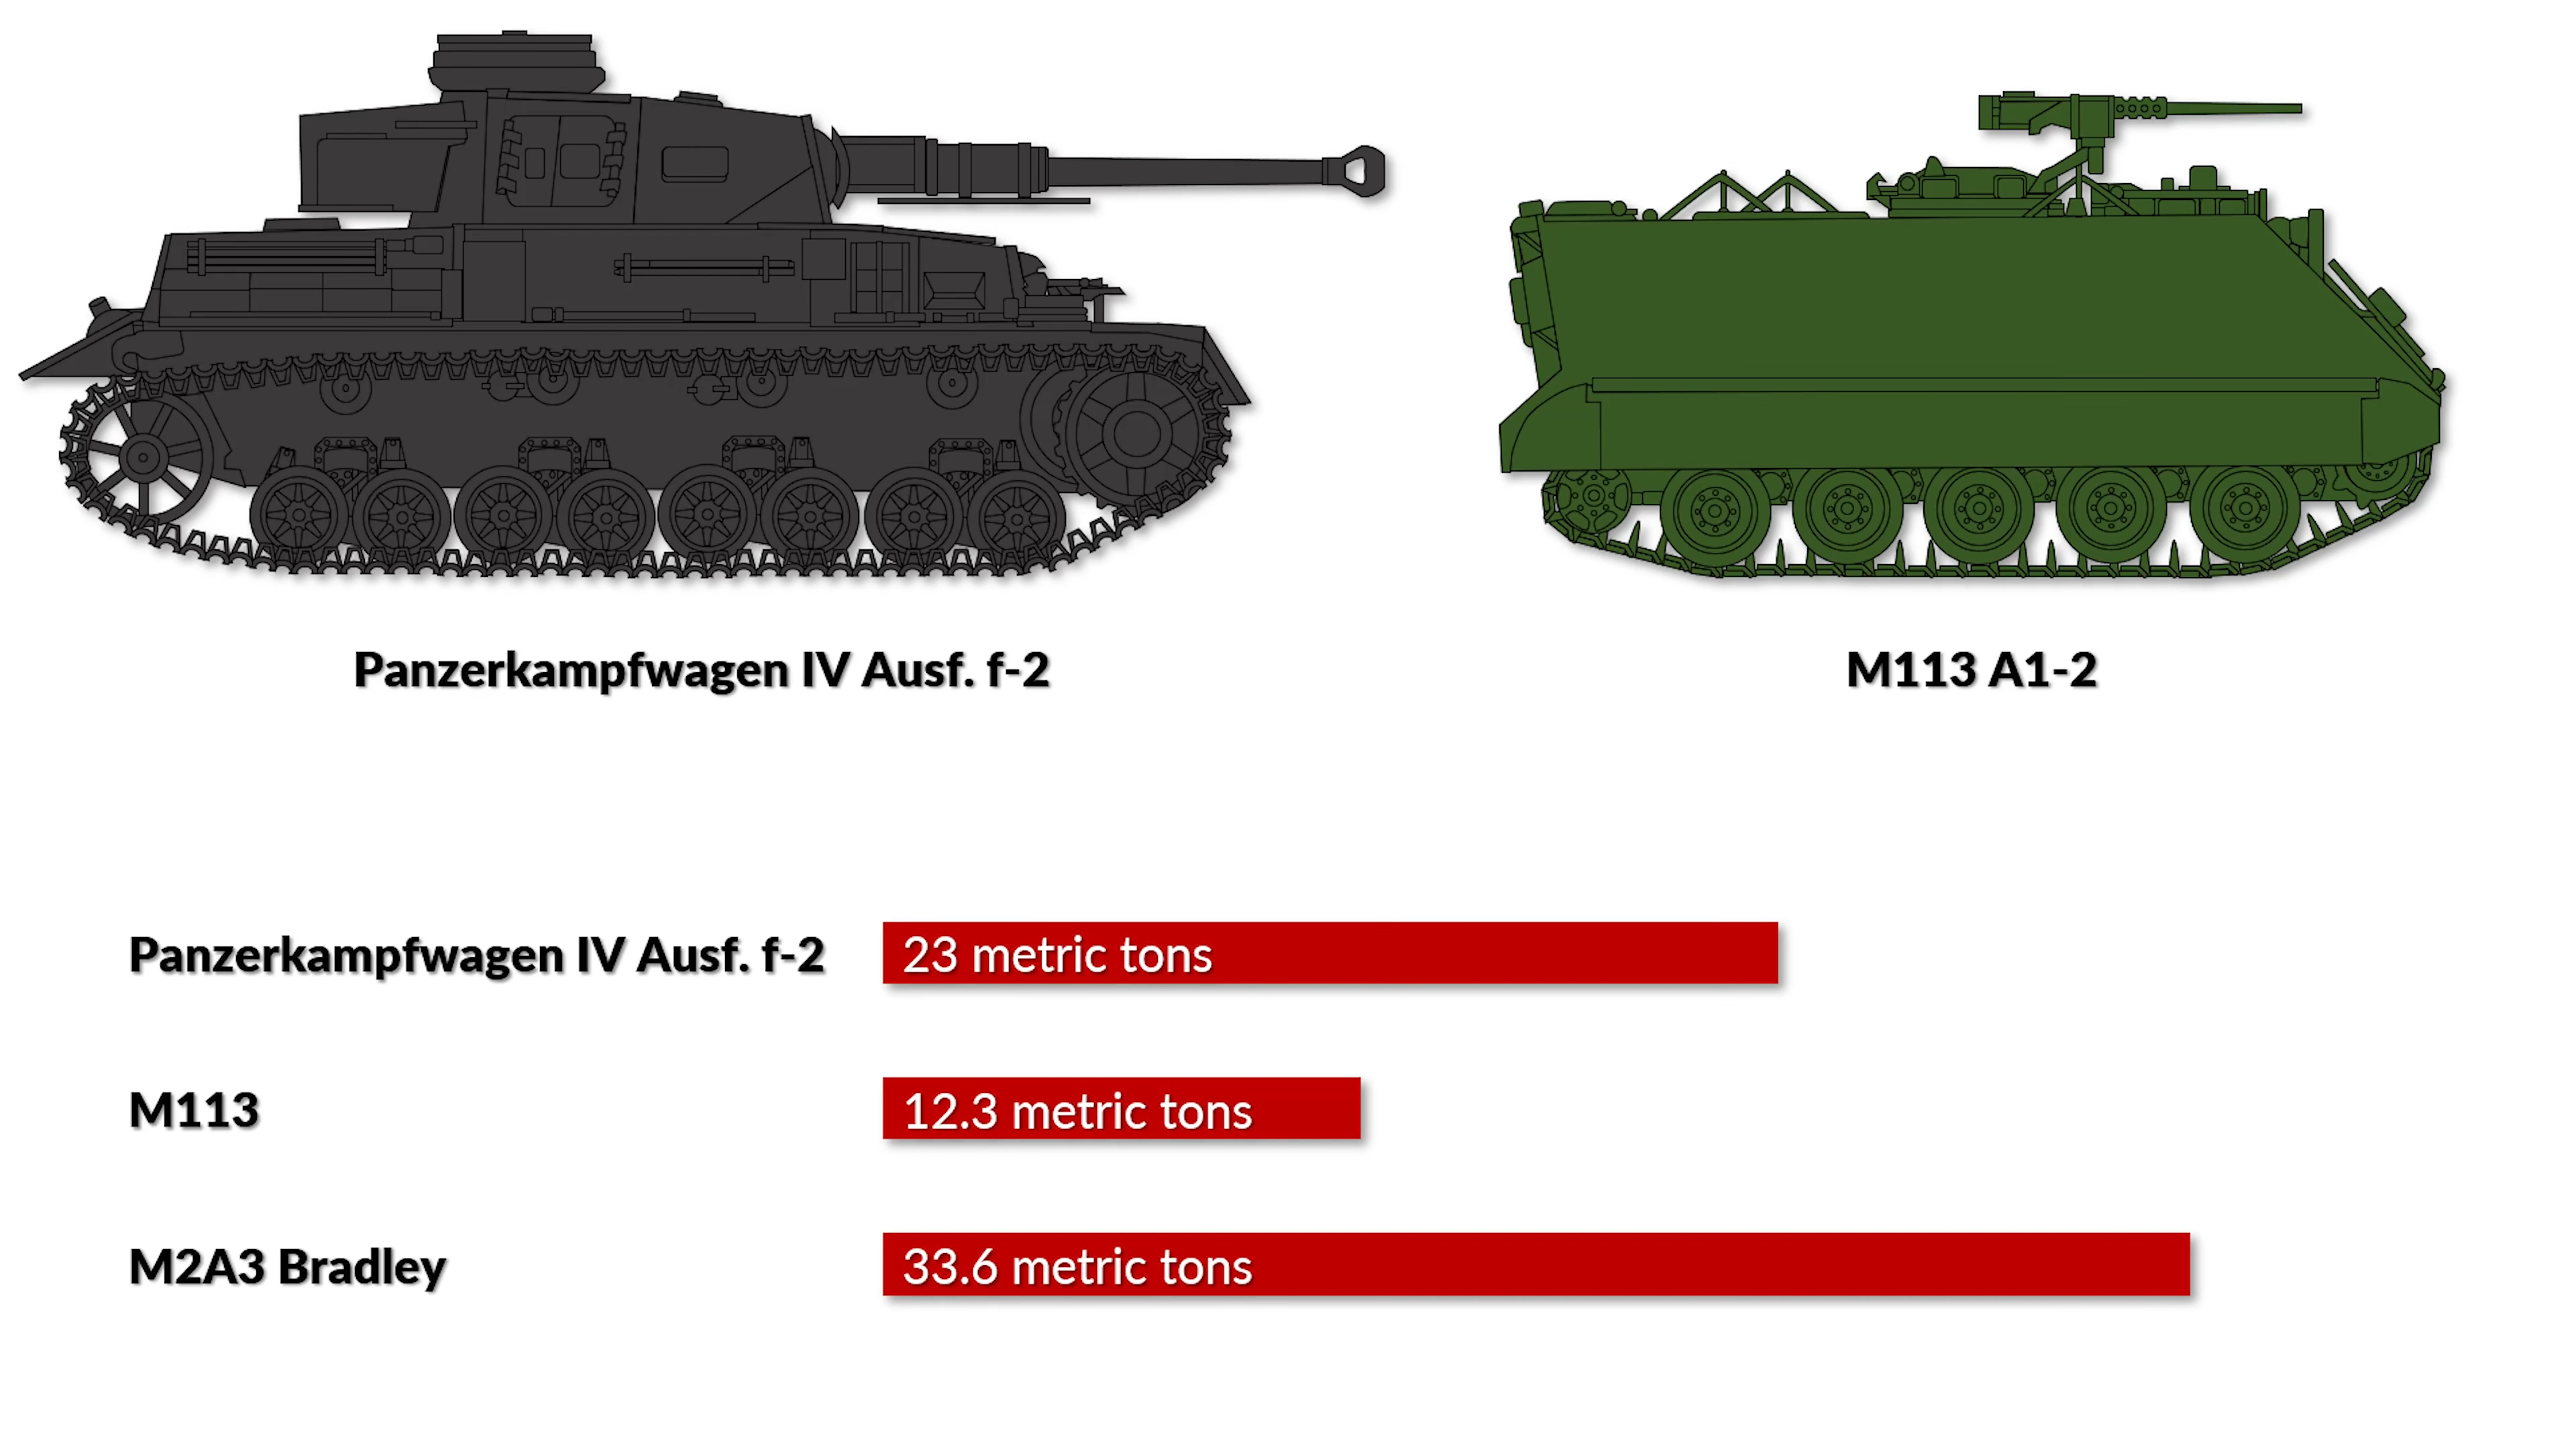 Panzerkampfwagen IV Ausf. f-2
M113 A1-2
Panzerkampfwagen IV Ausf. f-2
23 metric tons
M113
12.3 metric tons
M2A3 Bradley
33.6 metric tons